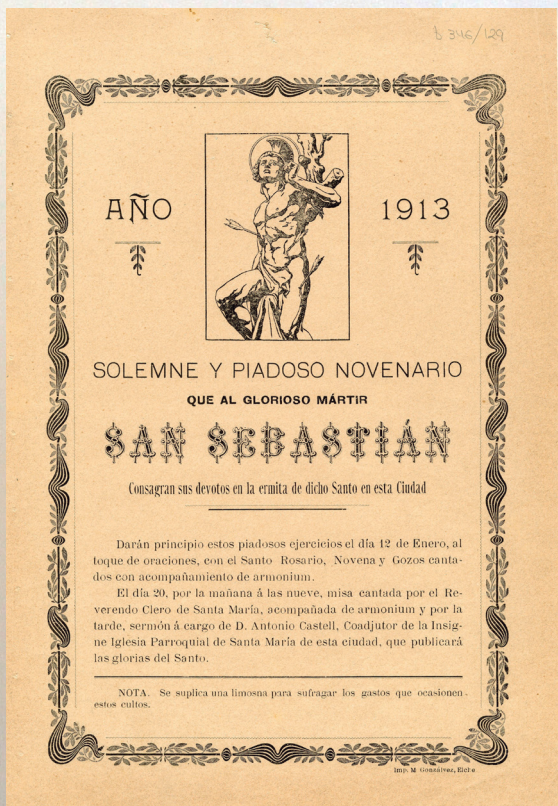 b 346/129
AÑO 1913
SOLEMNE Y PIADOSO NOVENARIO
QUE AL GLORIOSO MÁRTIR
SAN SEBASTIÁN
Consagran sus devotos en la ermita de dicho Santo en esta Ciudad
Darán principio estos piadosos ejercicios el día 12 de Enero, al
toque de oraciones, con el Santo Rosario, Novena y Gozos canta-
dos con acompañamiento de armonium.
El día 20, por la mañana á las nueve, misa cantada por el Re-
verendo Clero de Santa María, acompañada de armonium y por la
tarde, sermón á cargo de D. Antonio Castell, Coadjutor de la Insig-
ne Iglesia Parroquial de Santa María de esta ciudad, que publicará
las glorias del Santo.
NOTA. Se suplica una limosna para sufragar los gastos que ocasionen
estos cultos.
Imp. M. Gonzálvez, Elche